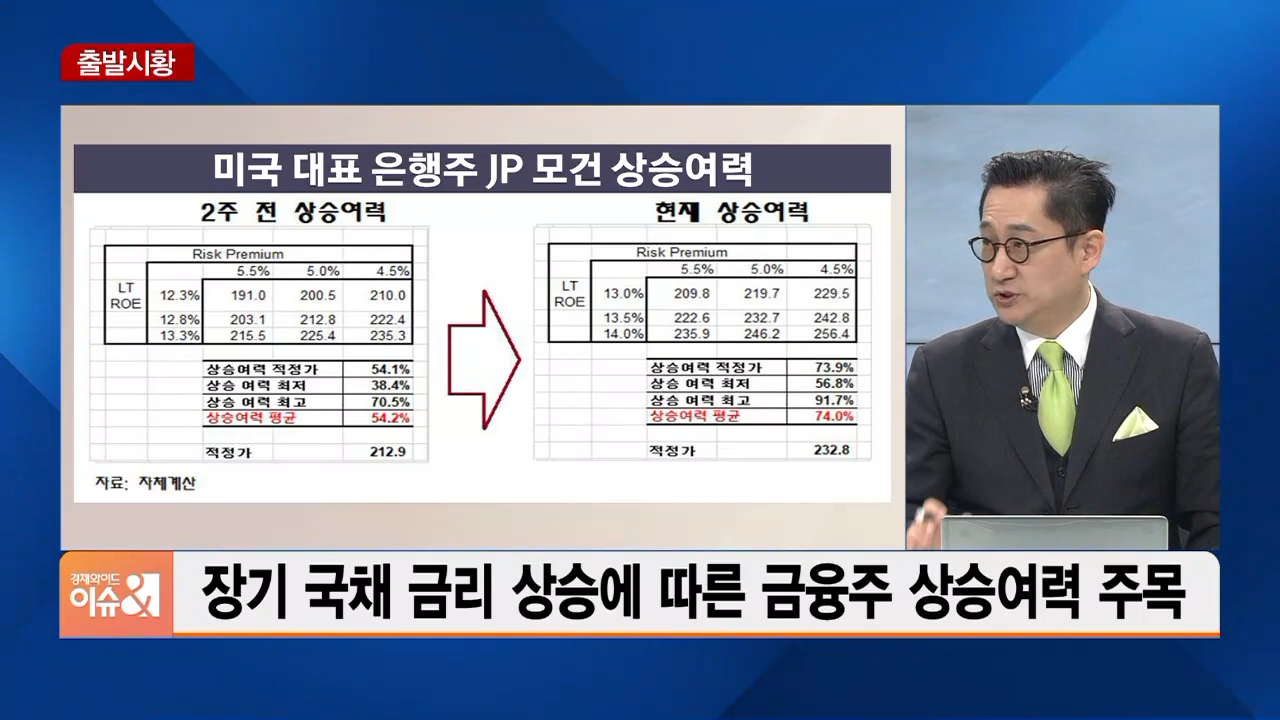 출발시황
미국 대표 은행주 JP 모건 상승여력
2주 전 상승여력
Risk Premium
5.5% 5.0% 4.5%
LT ROE
12.3% 191.0 200.5 210.0
12.8% 203.1 212.8 222.4
13.3% 215.5 225.4 235.3
상승여력 적정가 54.1%
상승 여력 최저 38.4%
상승 여력 최고 70.5%
상승여력 평균 54.2%
적정가 212.9
현재 상승여력
Risk Premium
5.5% 5.0% 4.5%
LT ROE
13.0% 209.8 219.7 229.5
13.5% 222.6 232.7 242.8
14.0% 235.9 246.2 256.4
상승여력 적정가 73.9%
상승 여력 최저 56.8%
상승 여력 최고 91.7%
상승여력 평균 74.0%
적정가 232.8
자료: 자체계산
경제와이드
이슈&
장기 국채 금리 상승에 따른 금융주 상승여력 주목